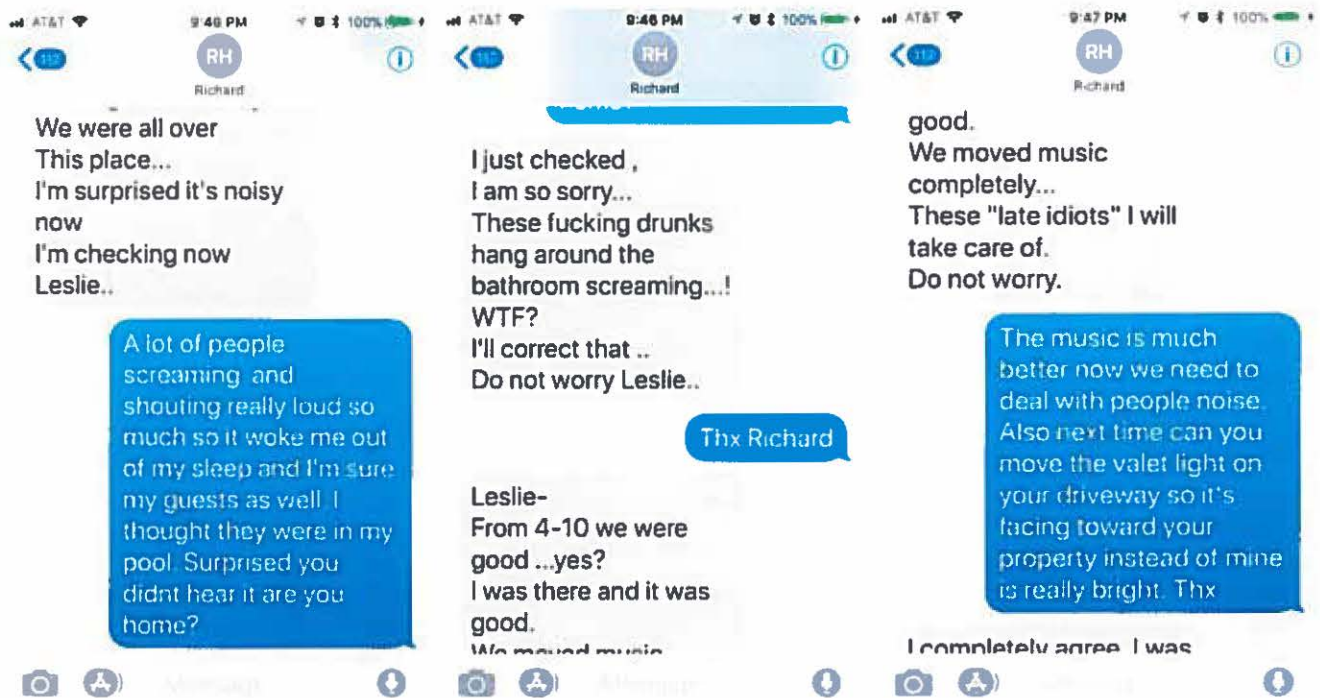 AT&T
9:46 PM
100%
RH
Richard
We were all over
This place...
I'm surprised it's noisy
now
I'm checking now
Leslie..
A lot of people
screaming and
shouting really loud so
much so it woke me out
of my sleep and I'm sure
my guests as well I
thought they were in my
pool. Surprised you
didnt hear it are you
home?
AT&T
9:46 PM
100%
RH
Richard
I just checked ,
I am so sorry...
These fucking drunks
hang around the
bathroom screaming...!
WTF?
I'll correct that ..
Do not worry Leslie..
Thx Richard
Leslie-
From 4-10 we were
good ...yes?
I was there and it was
good.
We moved music
AT&T
9:47 PM
100%
RH
Richard
good.
We moved music
completely...
These "late idiots" I will
take care of.
Do not worry.
The music is much
better now we need to
deal with people noise.
Also next time can you
move the valet light on
your driveway so it's
facing toward your
property instead of mine
is really bright. Thx
I completely agree I was